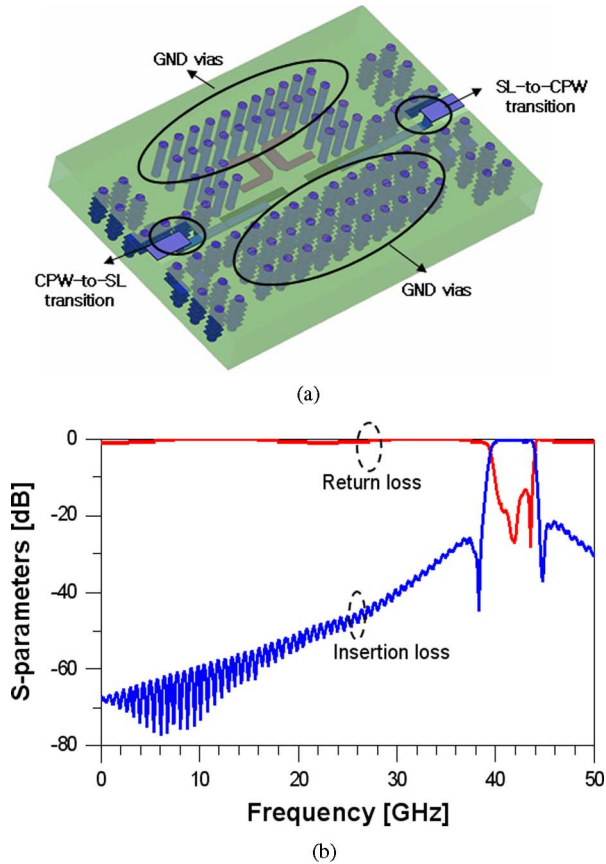 GND vias
SL-to-CPW
transition
CPW-to-SL
transition
GND vias
(a)
S-parameters [dB]
0
-20
-40
-60
-80
Return loss
Insertion loss
0 10 20 30 40 50
Frequency [GHz]
(b)